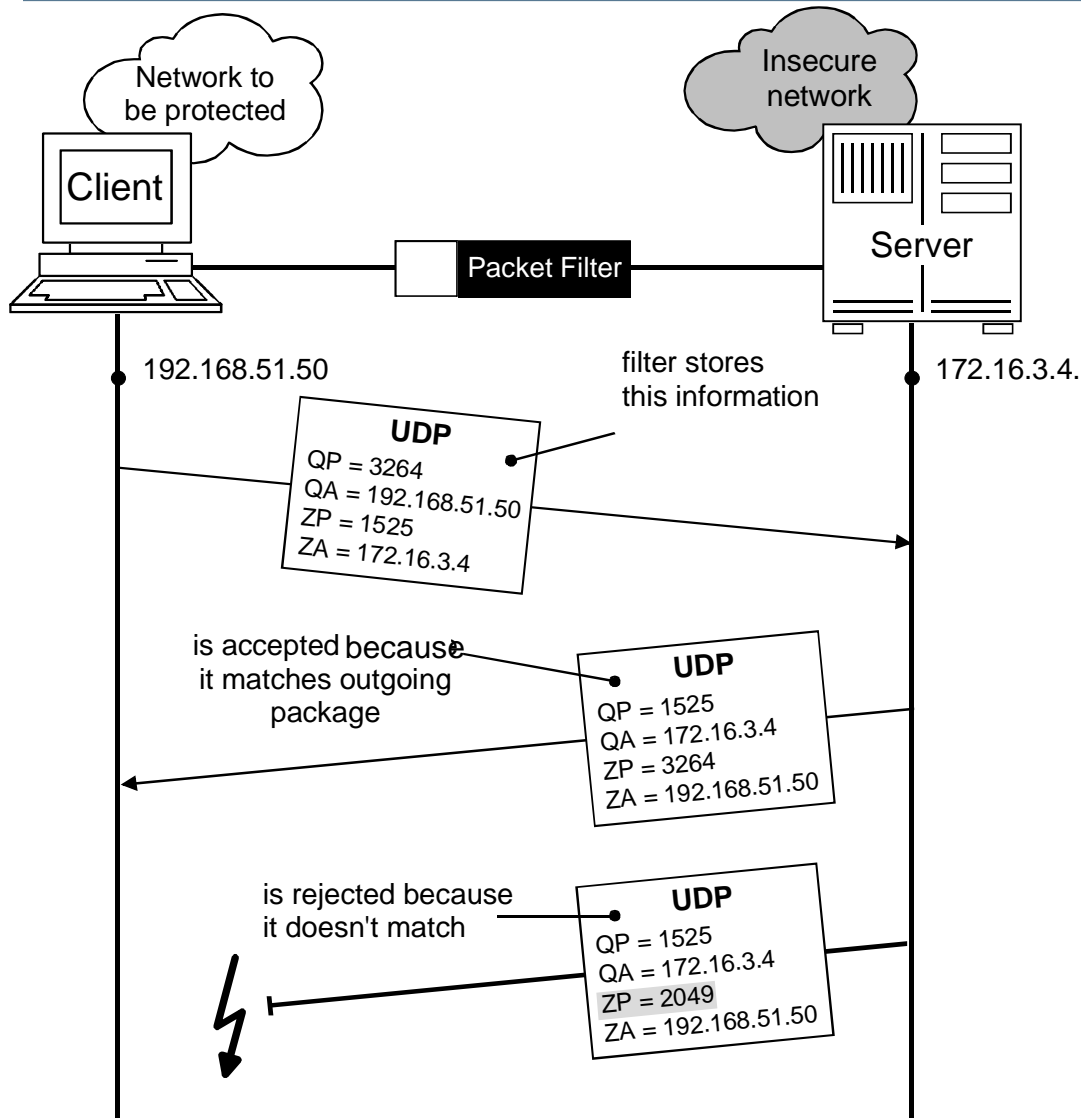 Network to
be protected
Insecure
network
Client
Packet Filter
Server
192.168.51.50
filter stores
this information
172.16.3.4.
UDP
QP = 3264
QA = 192.168.51.50
ZP = 1525
ZA = 172.16.3.4
is accepted because
it matches outgoing
package
UDP
QP = 1525
QA = 172.16.3.4
ZP = 3264
ZA = 192.168.51.50
is rejected because
it doesn't match
UDP
QP = 1525
QA = 172.16.3.4
ZP = 2049
ZA = 192.168.51.50